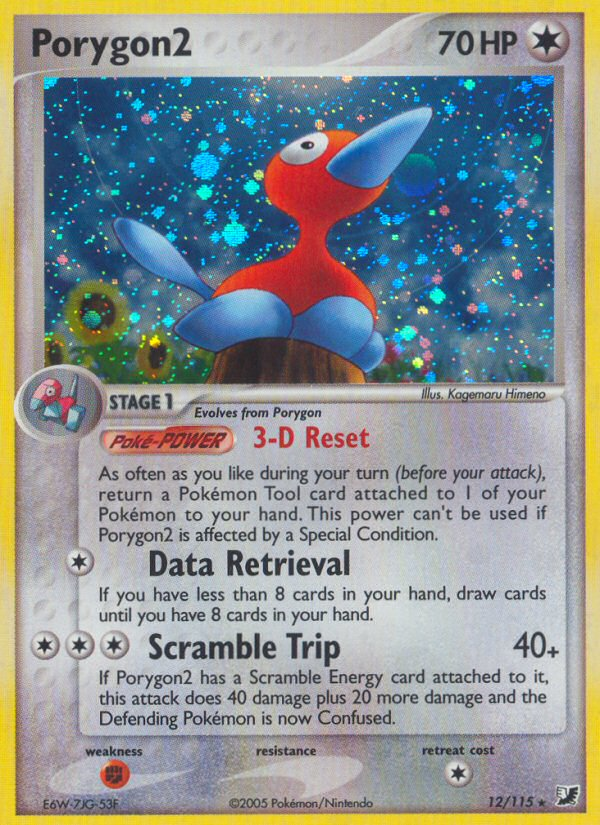 Porygon2 70 HP
Illus. Kagemaru Himeno
STAGE 1
Evolves from Porygon
Poké-POWER 3-D Reset
As often as you like during your turn (before your attack),
return a Pokémon Tool card attached to 1 of your
Pokémon to your hand. This power can't be used if
Porygon2 is affected by a Special Condition.
Data Retrieval
If you have less than 8 cards in your hand, draw cards
until you have 8 cards in your hand.
Scramble Trip 40+
If Porygon2 has a Scramble Energy card attached to it,
this attack does 40 damage plus 20 more damage and the
Defending Pokémon is now Confused.
weakness resistance retreat cost
E6W-7JG-53F ©2005 Pokémon/Nintendo 12/115 ★